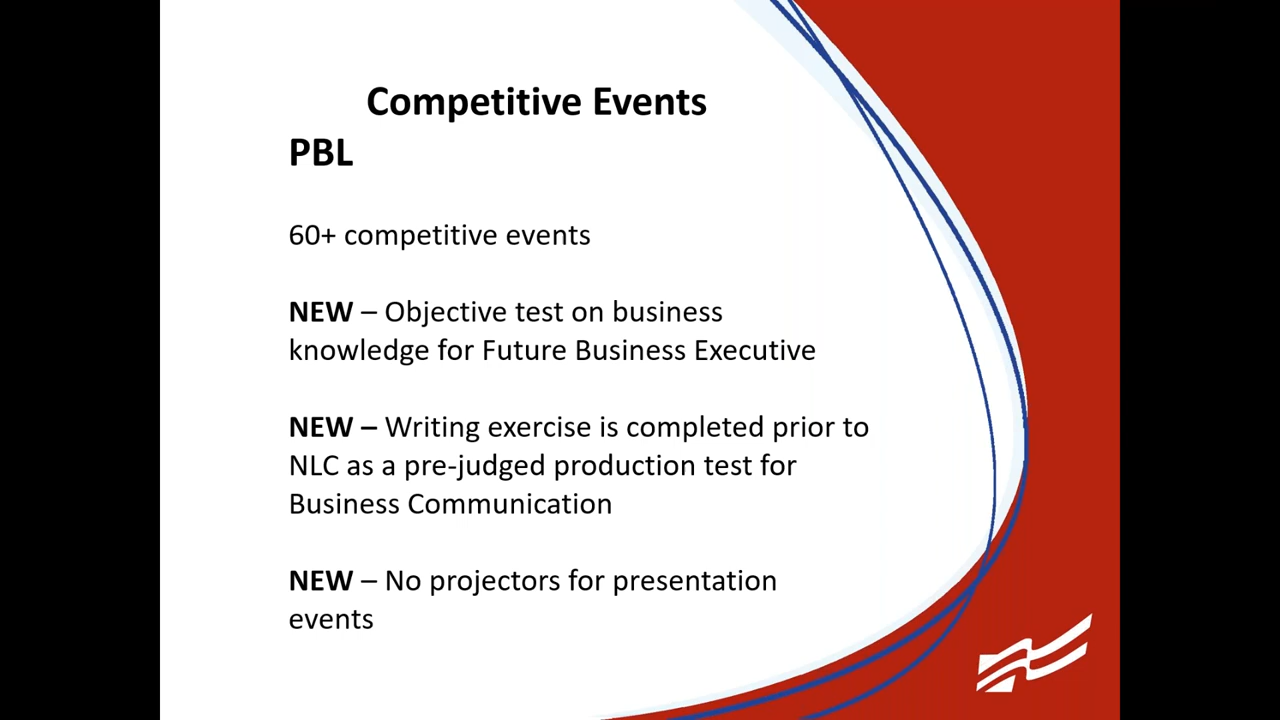 Competitive Events
PBL
60+ competitive events
NEW – Objective test on business
knowledge for Future Business Executive
NEW – Writing exercise is completed prior to
NLC as a pre-judged production test for
Business Communication
NEW – No projectors for presentation
events